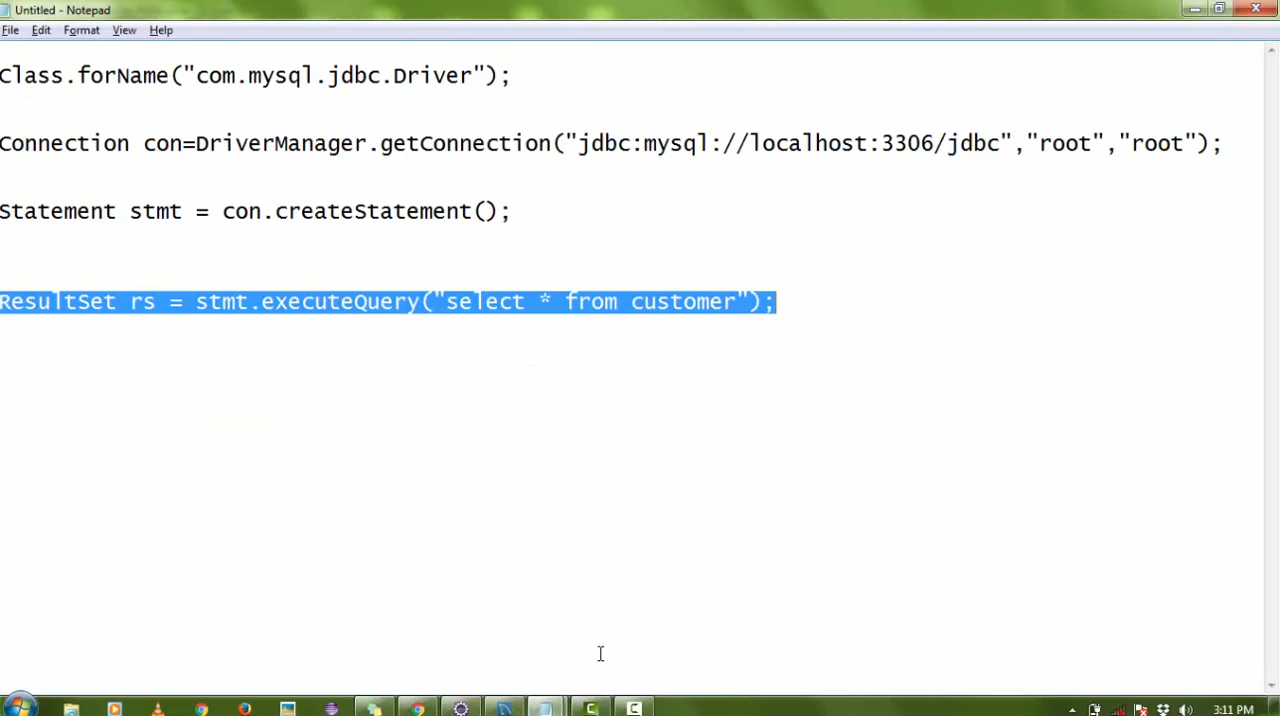 Untitled - Notepad
File Edit Format View Help
Class.forName("com.mysql.jdbc.Driver");
Connection con=DriverManager.getConnection("jdbc:mysql://localhost:3306/jdbc","root","root");
Statement stmt = con.createStatement();
ResultSet rs = stmt.executeQuery("select * from customer");
3:11 PM